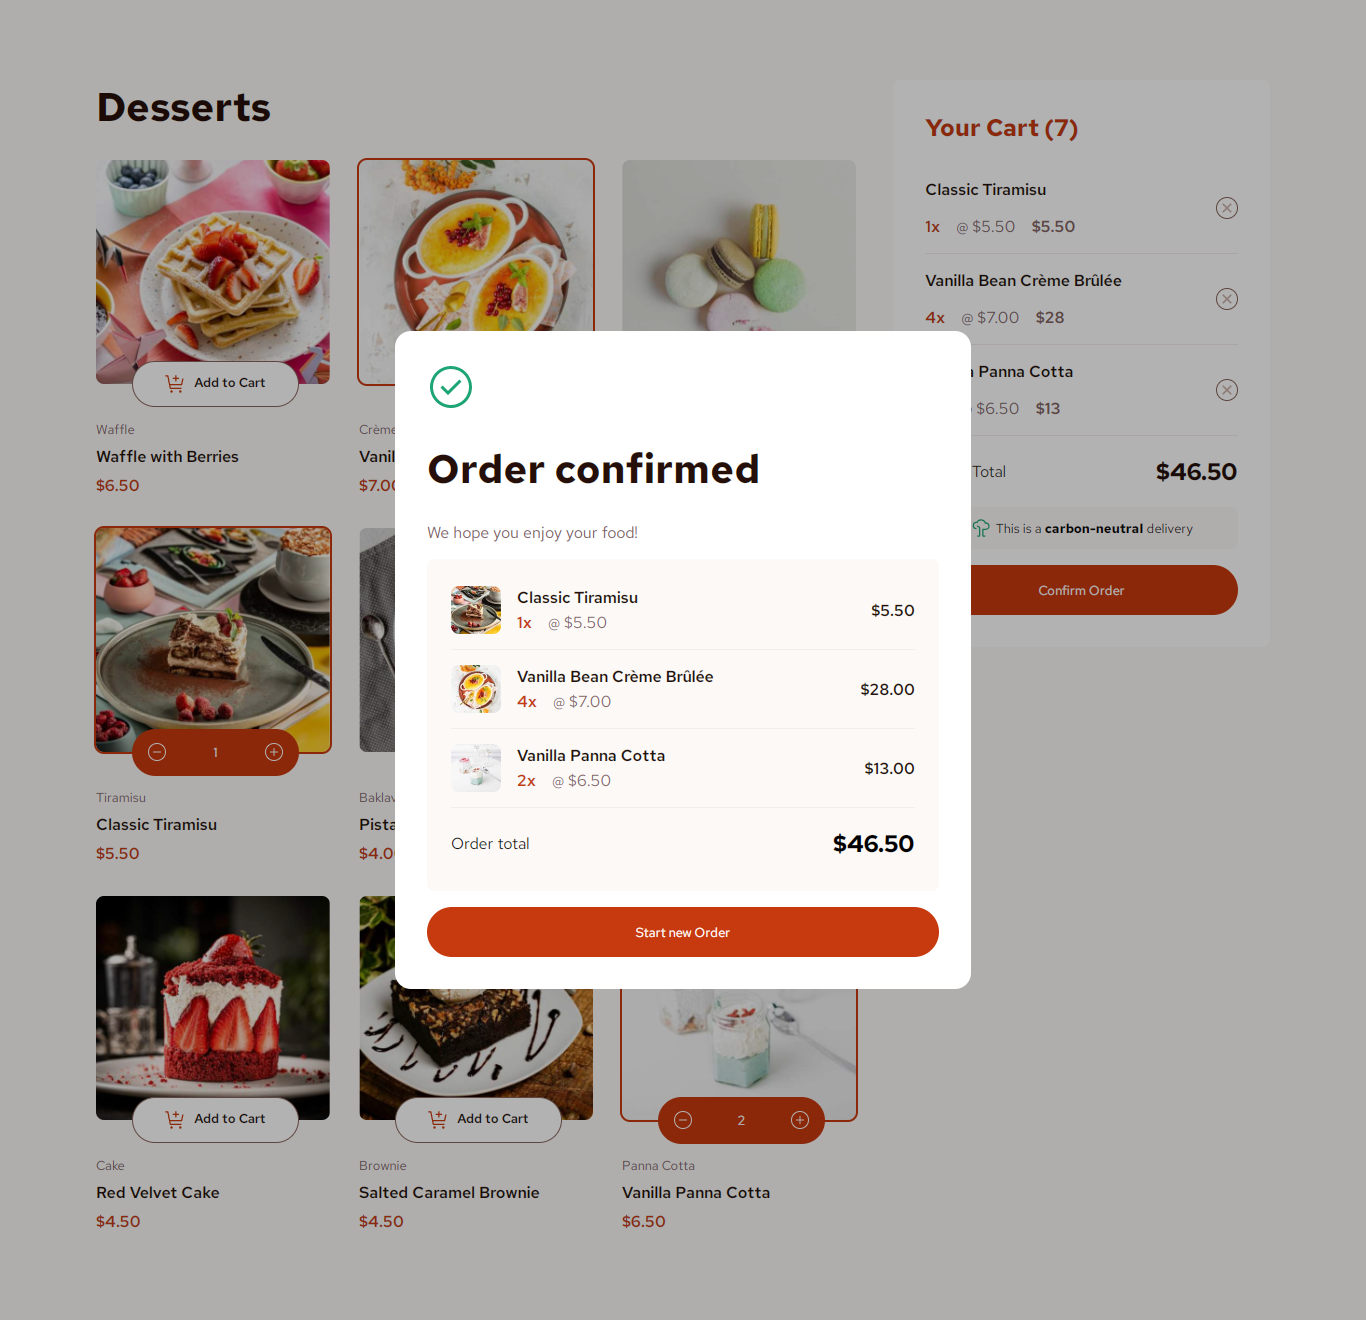 Desserts
Add to Cart
Waffle
Waffle with Berries
$6.50
Crème
Vanil
$7.00
1
Tiramisu
Classic Tiramisu
$5.50
Baklav
Pista
$4.0
Add to Cart
Cake
Red Velvet Cake
$4.50
Add to Cart
Brownie
Salted Caramel Brownie
$4.50
2
Panna Cotta
Vanilla Panna Cotta
$6.50
Your Cart (7)
Classic Tiramisu
1x @ $5.50 $5.50
Vanilla Bean Crème Brûlée
4x @ $7.00 $28
Panna Cotta
$6.50 $13
Total $46.50
This is a carbon-neutral delivery
Confirm Order
Order confirmed
We hope you enjoy your food!
Classic Tiramisu
1x @ $5.50
$5.50
Vanilla Bean Crème Brûlée
4x @ $7.00
$28.00
Vanilla Panna Cotta
2x @ $6.50
$13.00
Order total $46.50
Start new Order